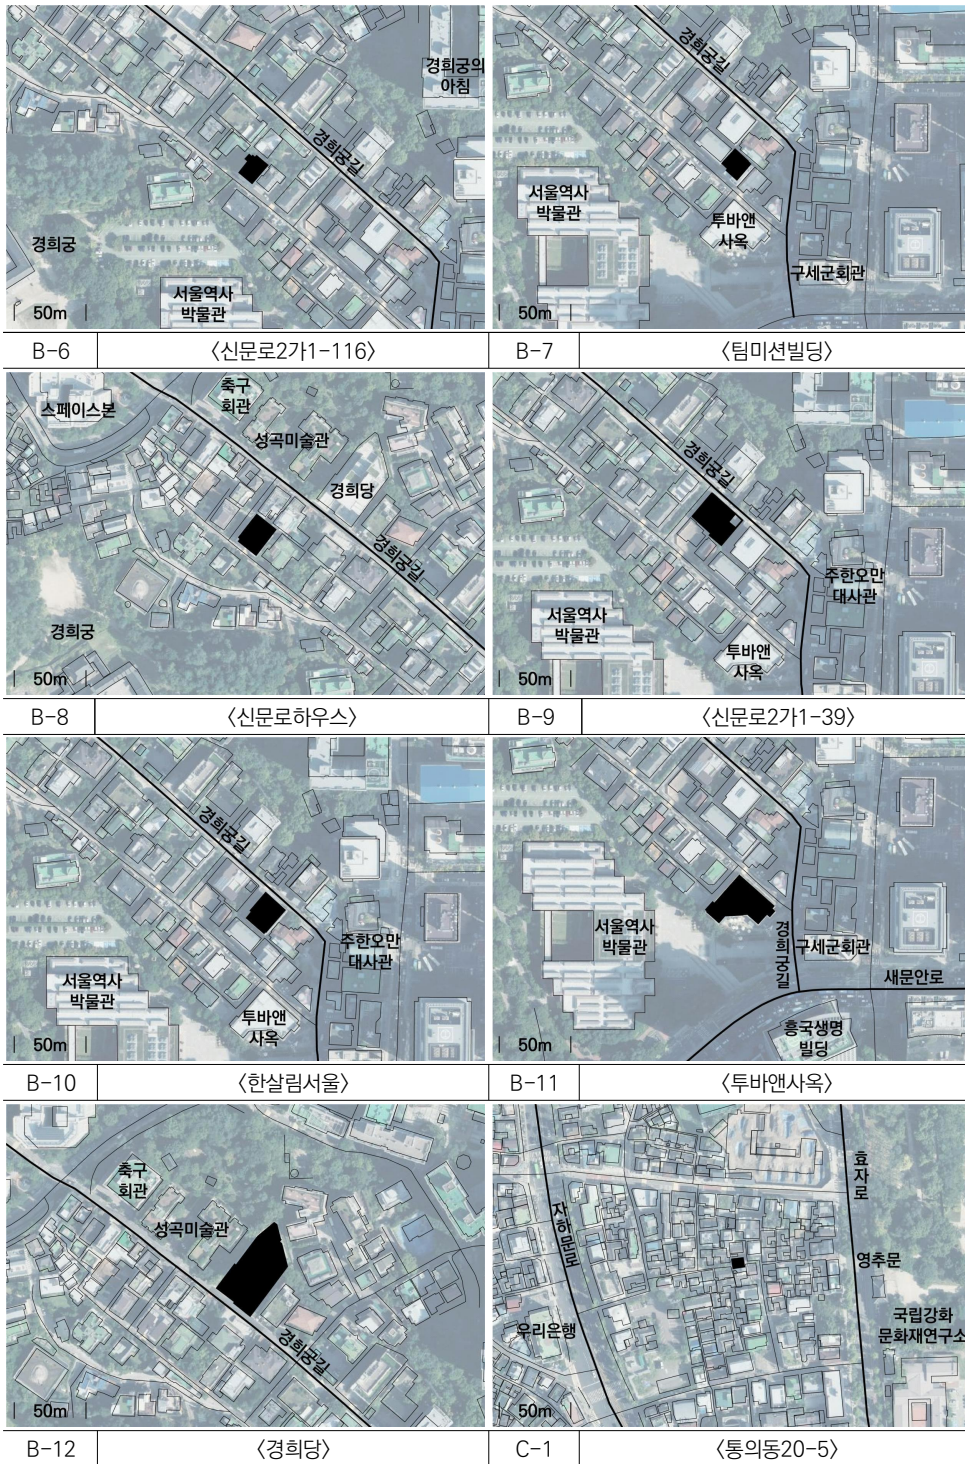 경희궁의
아침
경희궁길
경희궁
서울역사
박물관
50m
경희궁길
서울역사
박물관
투바앤
사옥
구세군회관
50m
B-6 〈신문로2가1-116〉 B-7 〈팀미션빌딩〉
스페이스본
축구
회관
성곡미술관
경희당
경희궁길
경희궁
50m
경희궁길
주한오만
대사관
서울역사
박물관
투바앤
사옥
50m
B-8 〈신문로하우스〉 B-9 〈신문로2가1-39〉
경희궁길
주한오만
대사관
서울역사
박물관
투바앤
사옥
50m
서울역사
박물관
경희궁길
구세군회관
새문안로
흥국생명
빌딩
50m
B-10 〈한살림서울〉 B-11 〈투바앤사옥〉
축구
회관
성곡미술관
경희궁길
50m
효자로
자하문로
영추문
우리은행
국립강화
문화재연구소
50m
B-12 〈경희당〉 C-1 〈통의동20-5〉